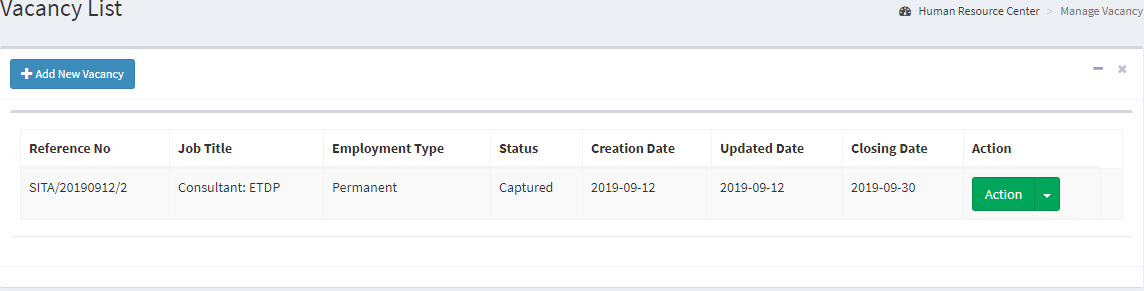 Vacancy List
Human Resource Center > Manage Vacancy
Add New Vacancy
Reference No Job Title Employment Type Status Creation Date Updated Date Closing Date Action
SITA/20190912/2 Consultant: ETDP Permanent Captured 2019-09-12 2019-09-12 2019-09-30 Action